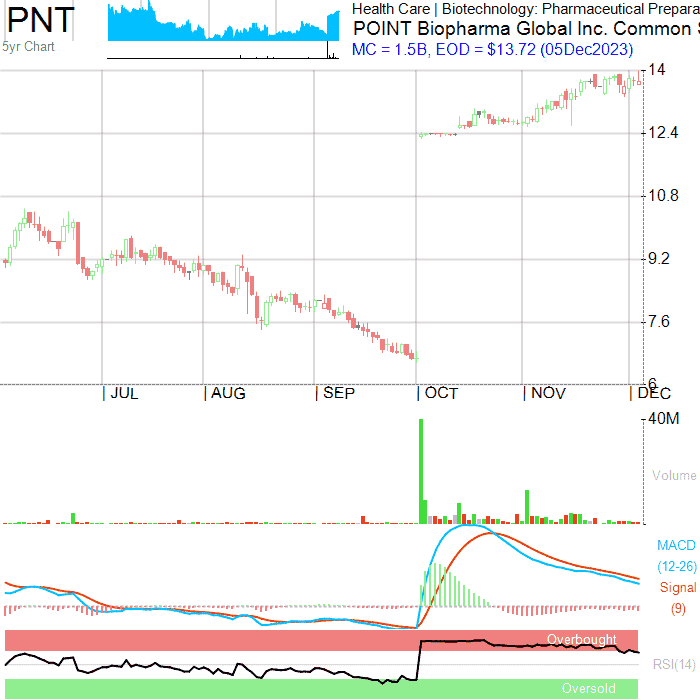 PNT
5yr Chart
Health Care | Biotechnology: Pharmaceutical Prepara
POINT Biopharma Global Inc. Common S
MC = 1.5B, EOD = $13.72 (05Dec2023)
14
12.4
10.8
9.2
7.6
6
|JUL |AUG |SEP |OCT |NOV |DEC
40M
Volume
MACD
(12-26)
Signal
(9)
Overbought
RSI(14)
Oversold